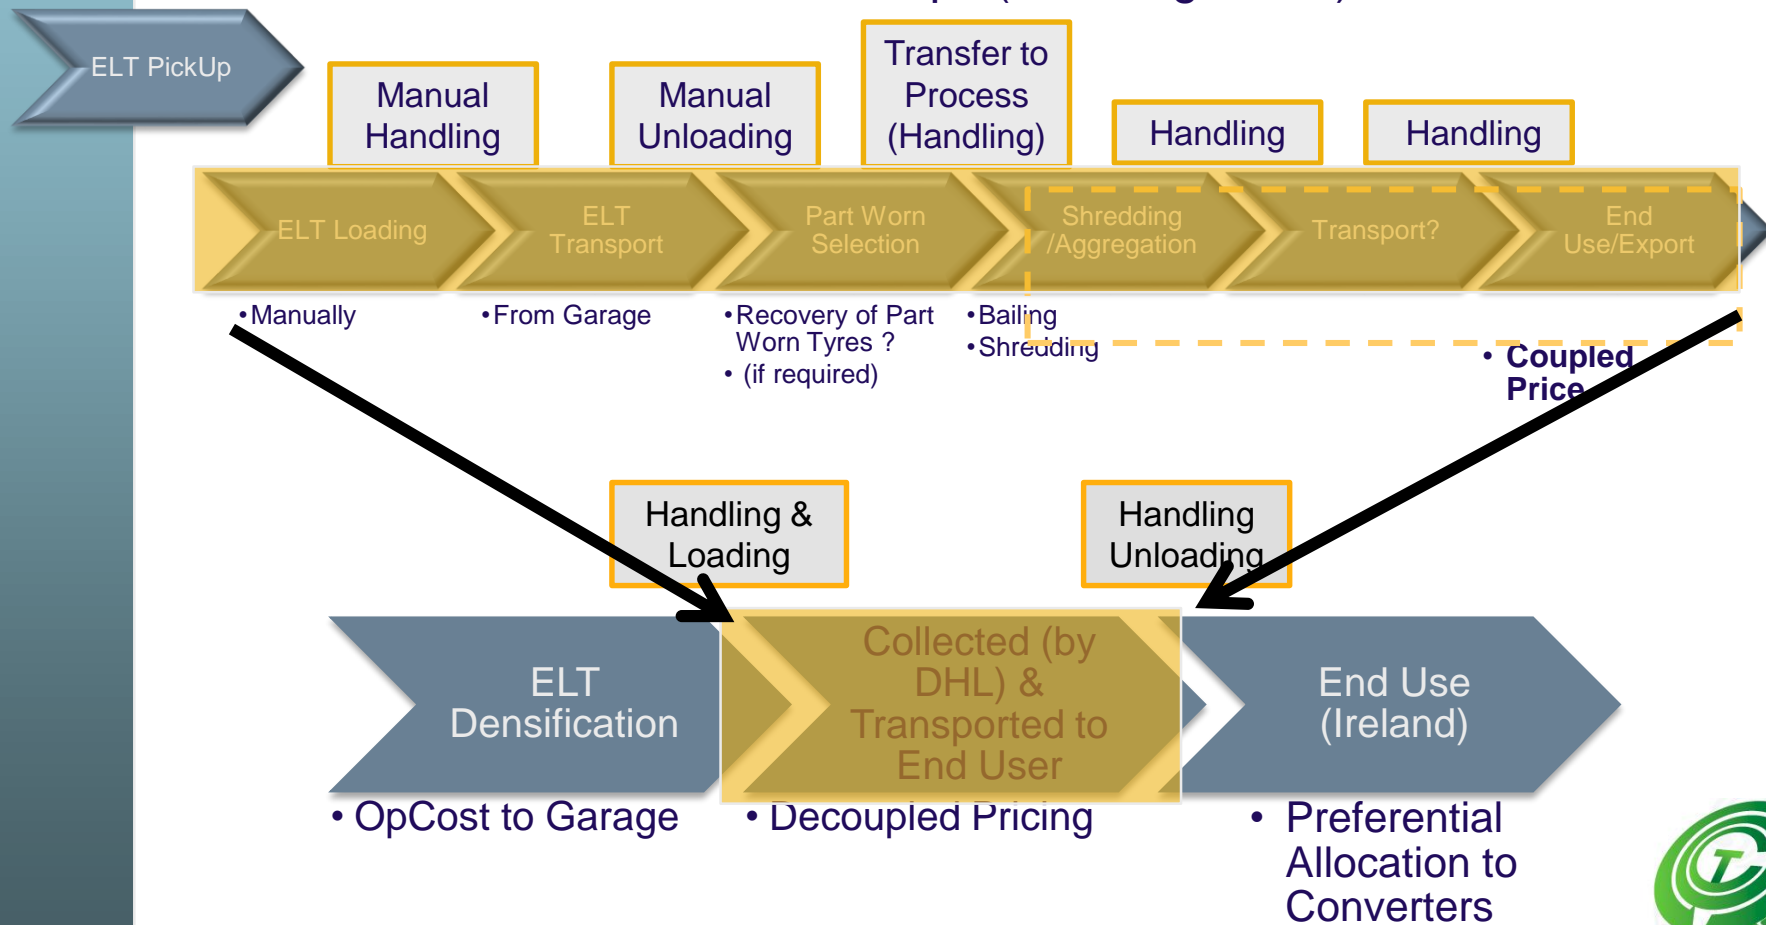 ELT PickUp
Manual
Handling
Manual
Unloading
Transfer to
Process
(Handling)
Handling
Handling
ELT Loading
ELT
Transport
Part Worn
Selection
Shredding
/Aggregation
Transport?
End
Use/Export
•Manually
•From Garage
•Recovery of Part
Worn Tyres ?
• (if required)
•Bailing
•Shredding
• Coupled
Price
Handling &
Loading
Handling
Unloading
ELT
Densification
Collected (by
DHL) &
Transported to
End User
End Use
(Ireland)
• OpCost to Garage
• Decoupled Pricing
• Preferential
Allocation to
Converters